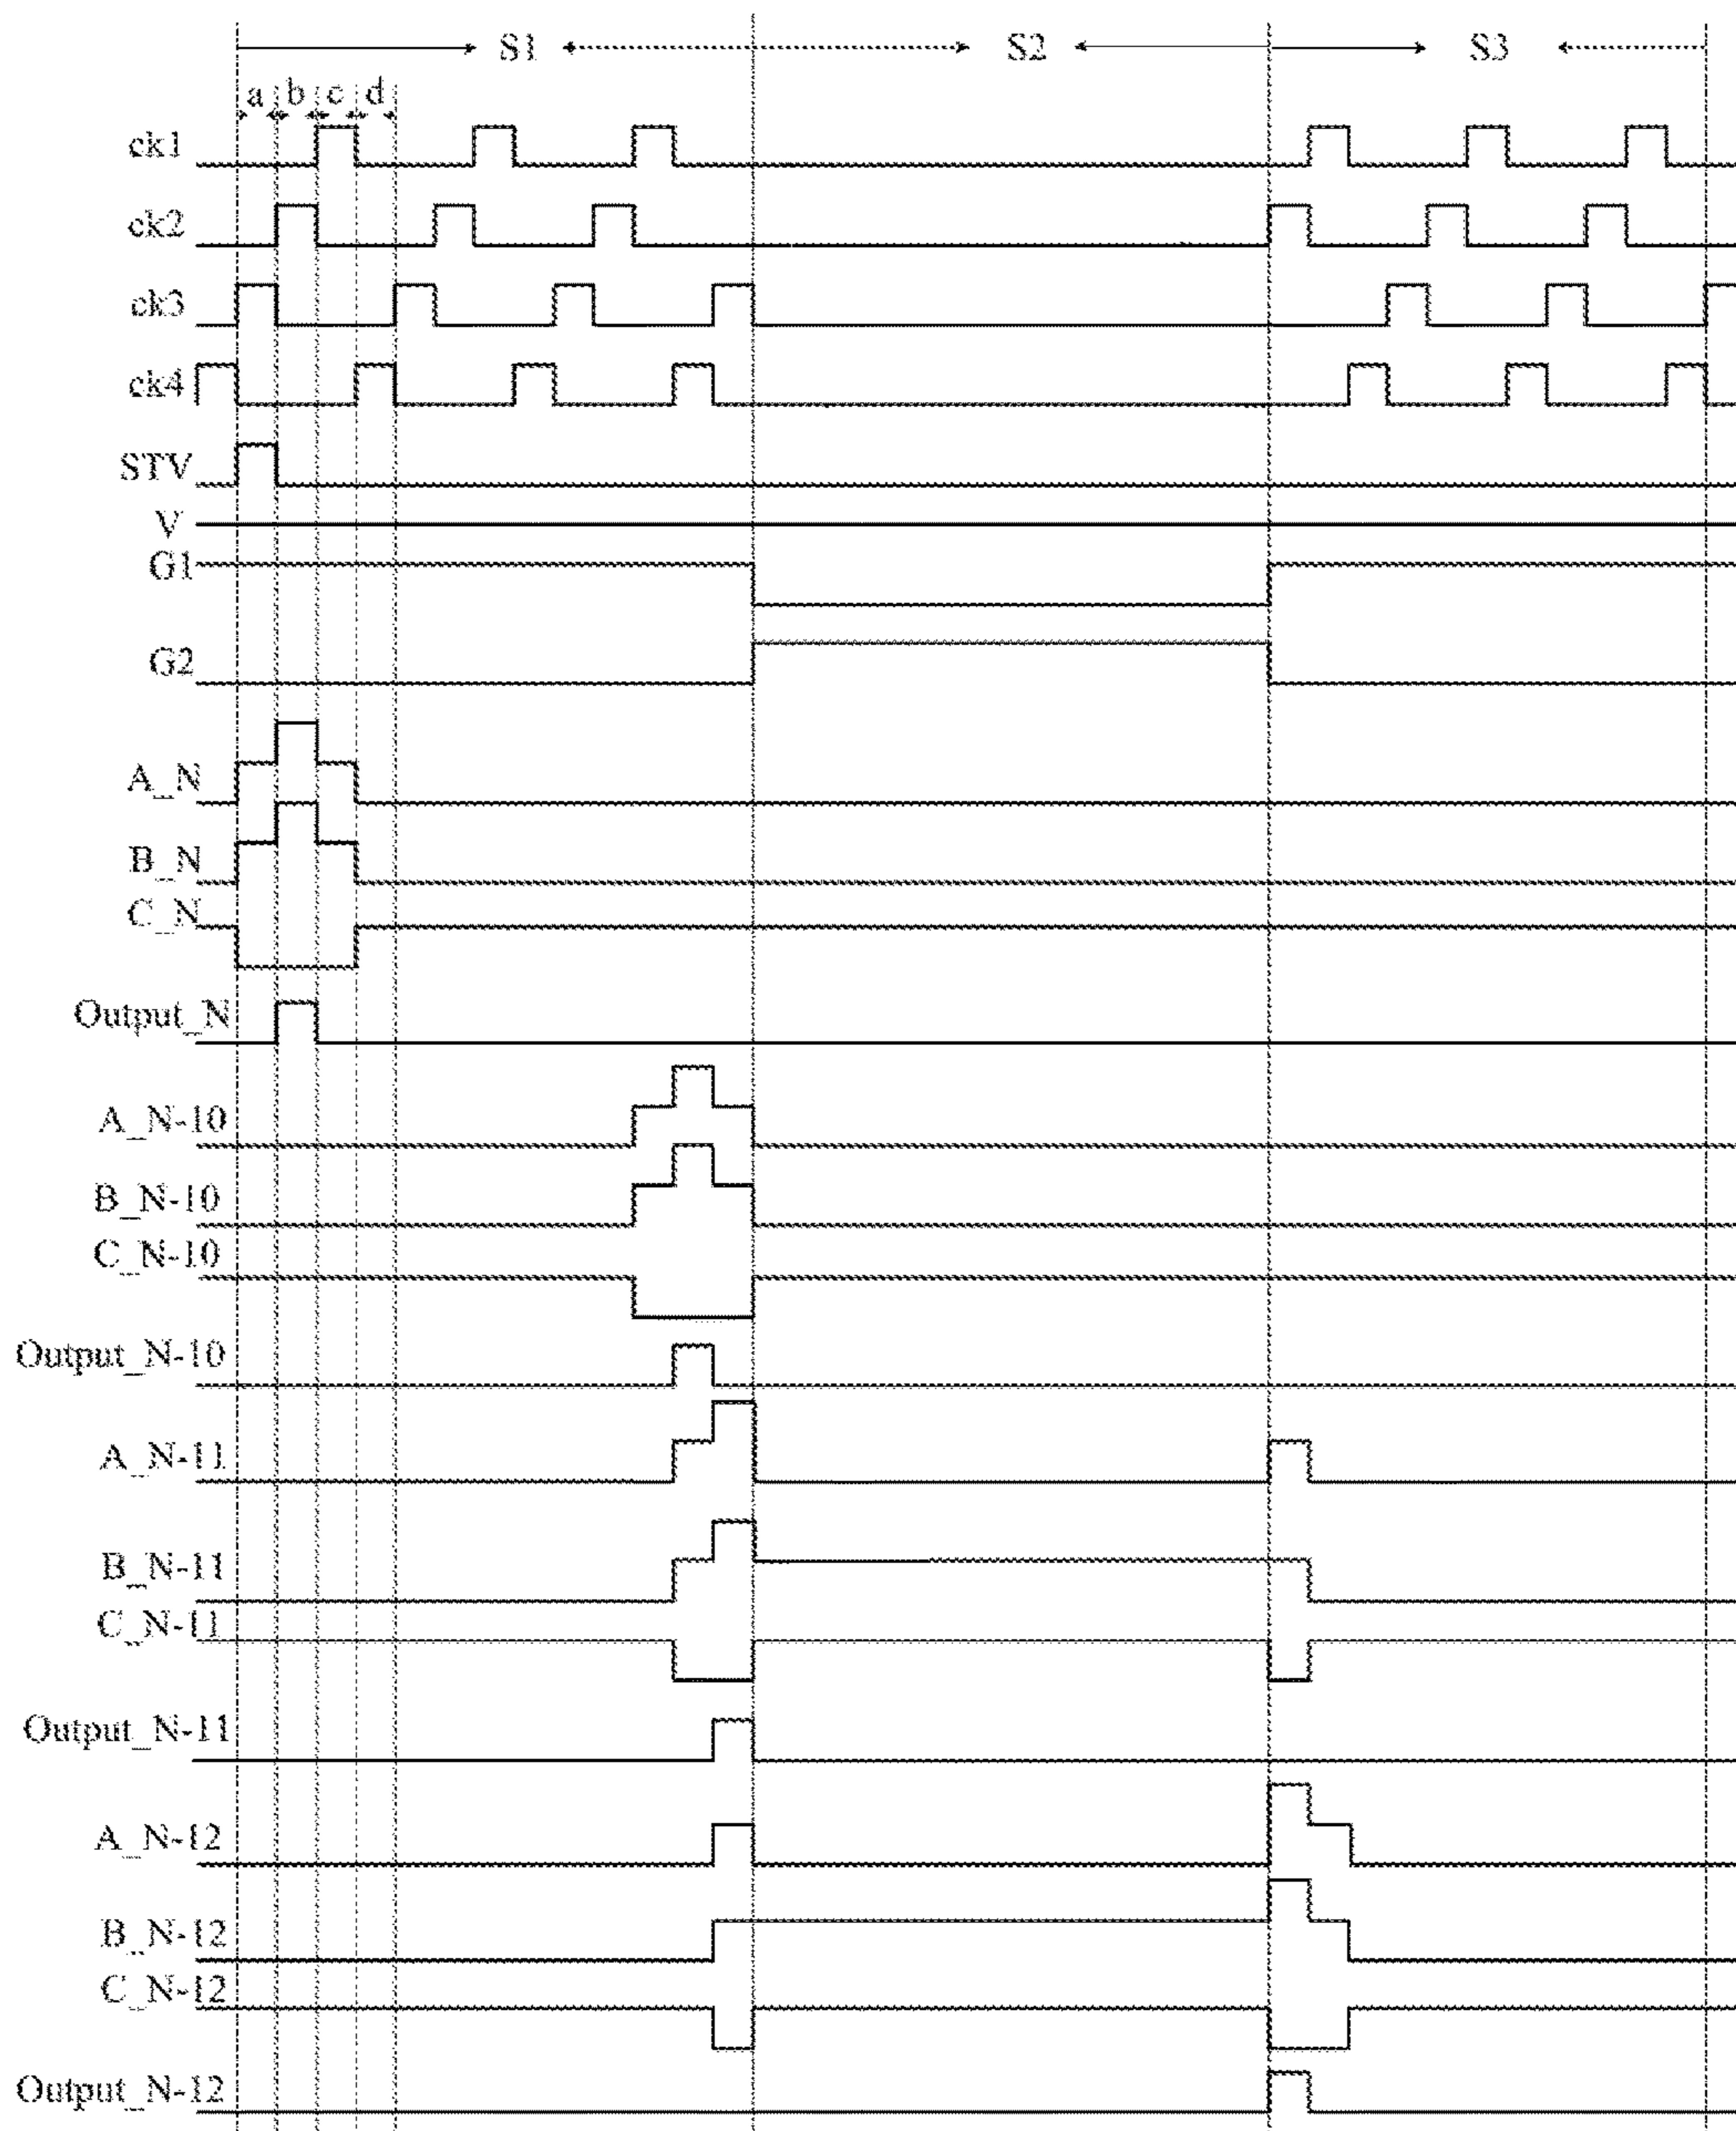 S1 S2 S3
a b c d
ck1
ck2
ck3
ck4
STV
V
G1
G2
A_N
B_N
C_N
Output_N
A_N-10
B_N-10
C_N-10
Output_N-10
A_N-11
B_N-11
C_N-11
Output_N-11
A_N-12
B_N-12
C_N-12
Output_N-12